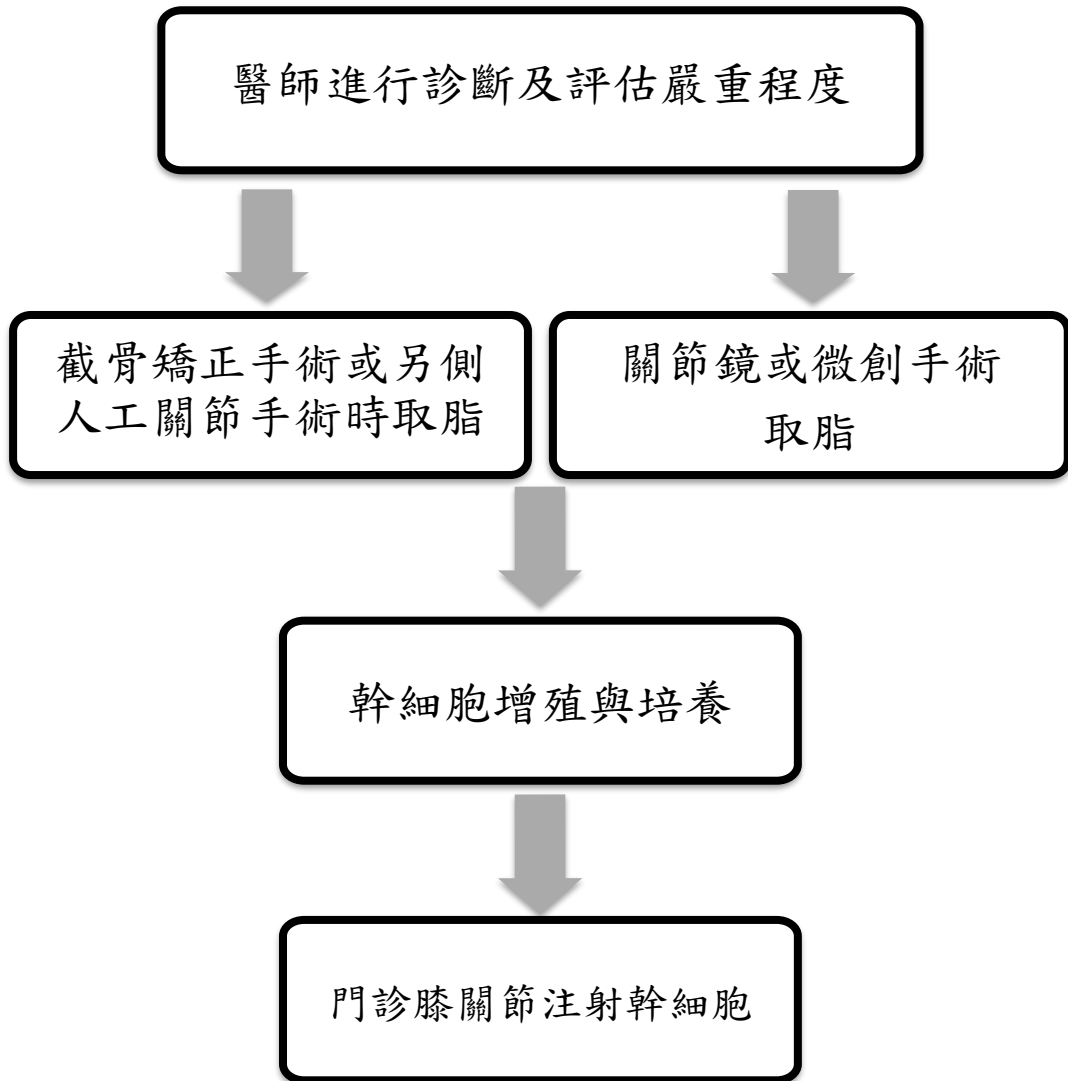 醫師進行診斷及評估嚴重程度
截骨矯正手術或另側
人工關節手術時取脂
關節鏡或微創手術
取脂
幹細胞增殖與培養
門診膝關節注射幹細胞